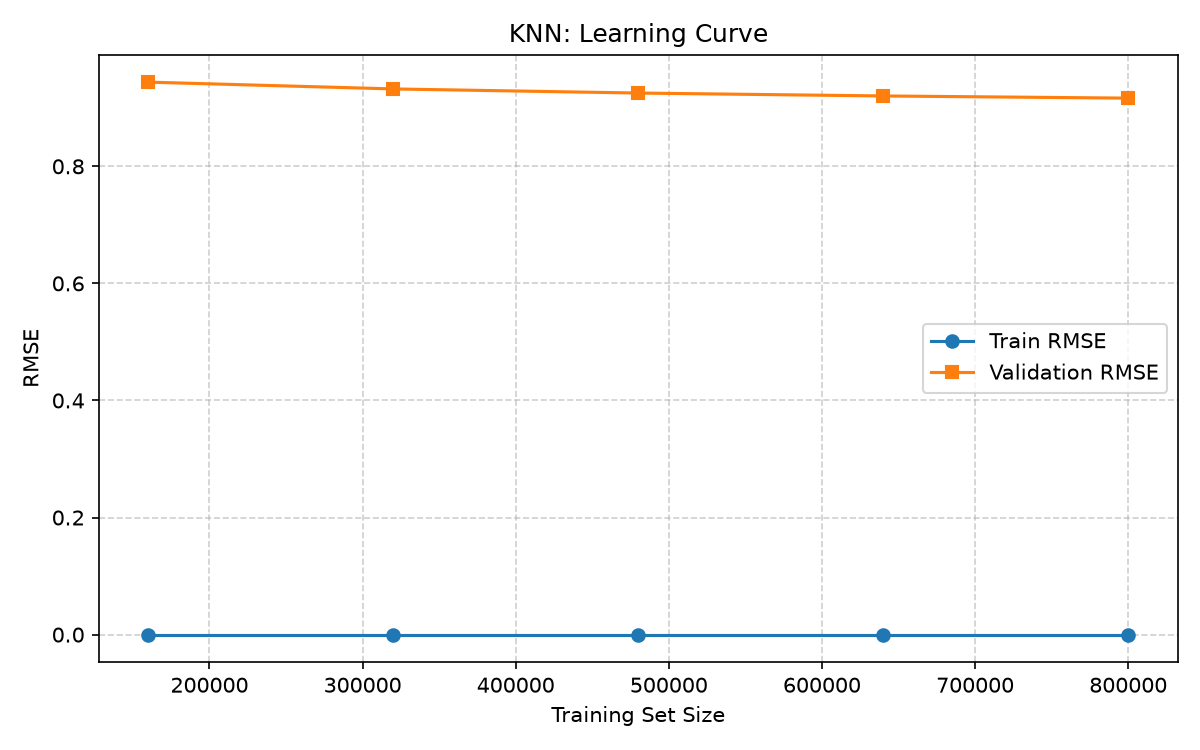 KNN: Learning Curve
RMSE
0.8
0.6
0.4
0.2
0.0
Train RMSE
Validation RMSE
200000 300000 400000 500000 600000 700000 800000
Training Set Size